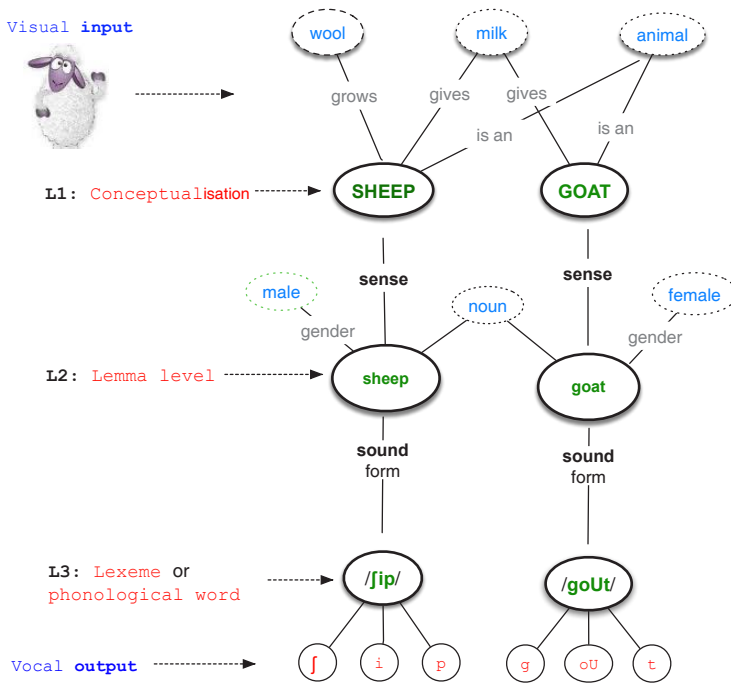 Visual input
wool milk animal
grows gives gives
is an is an
L1: Conceptualisation SHEEP GOAT
sense sense
male noun female
gender gender
L2: Lemma level sheep goat
sound sound
form form
L3: Lexeme or
phonological word
/ʃip/ /goUt/
ʃ i p g oU t
Vocal output